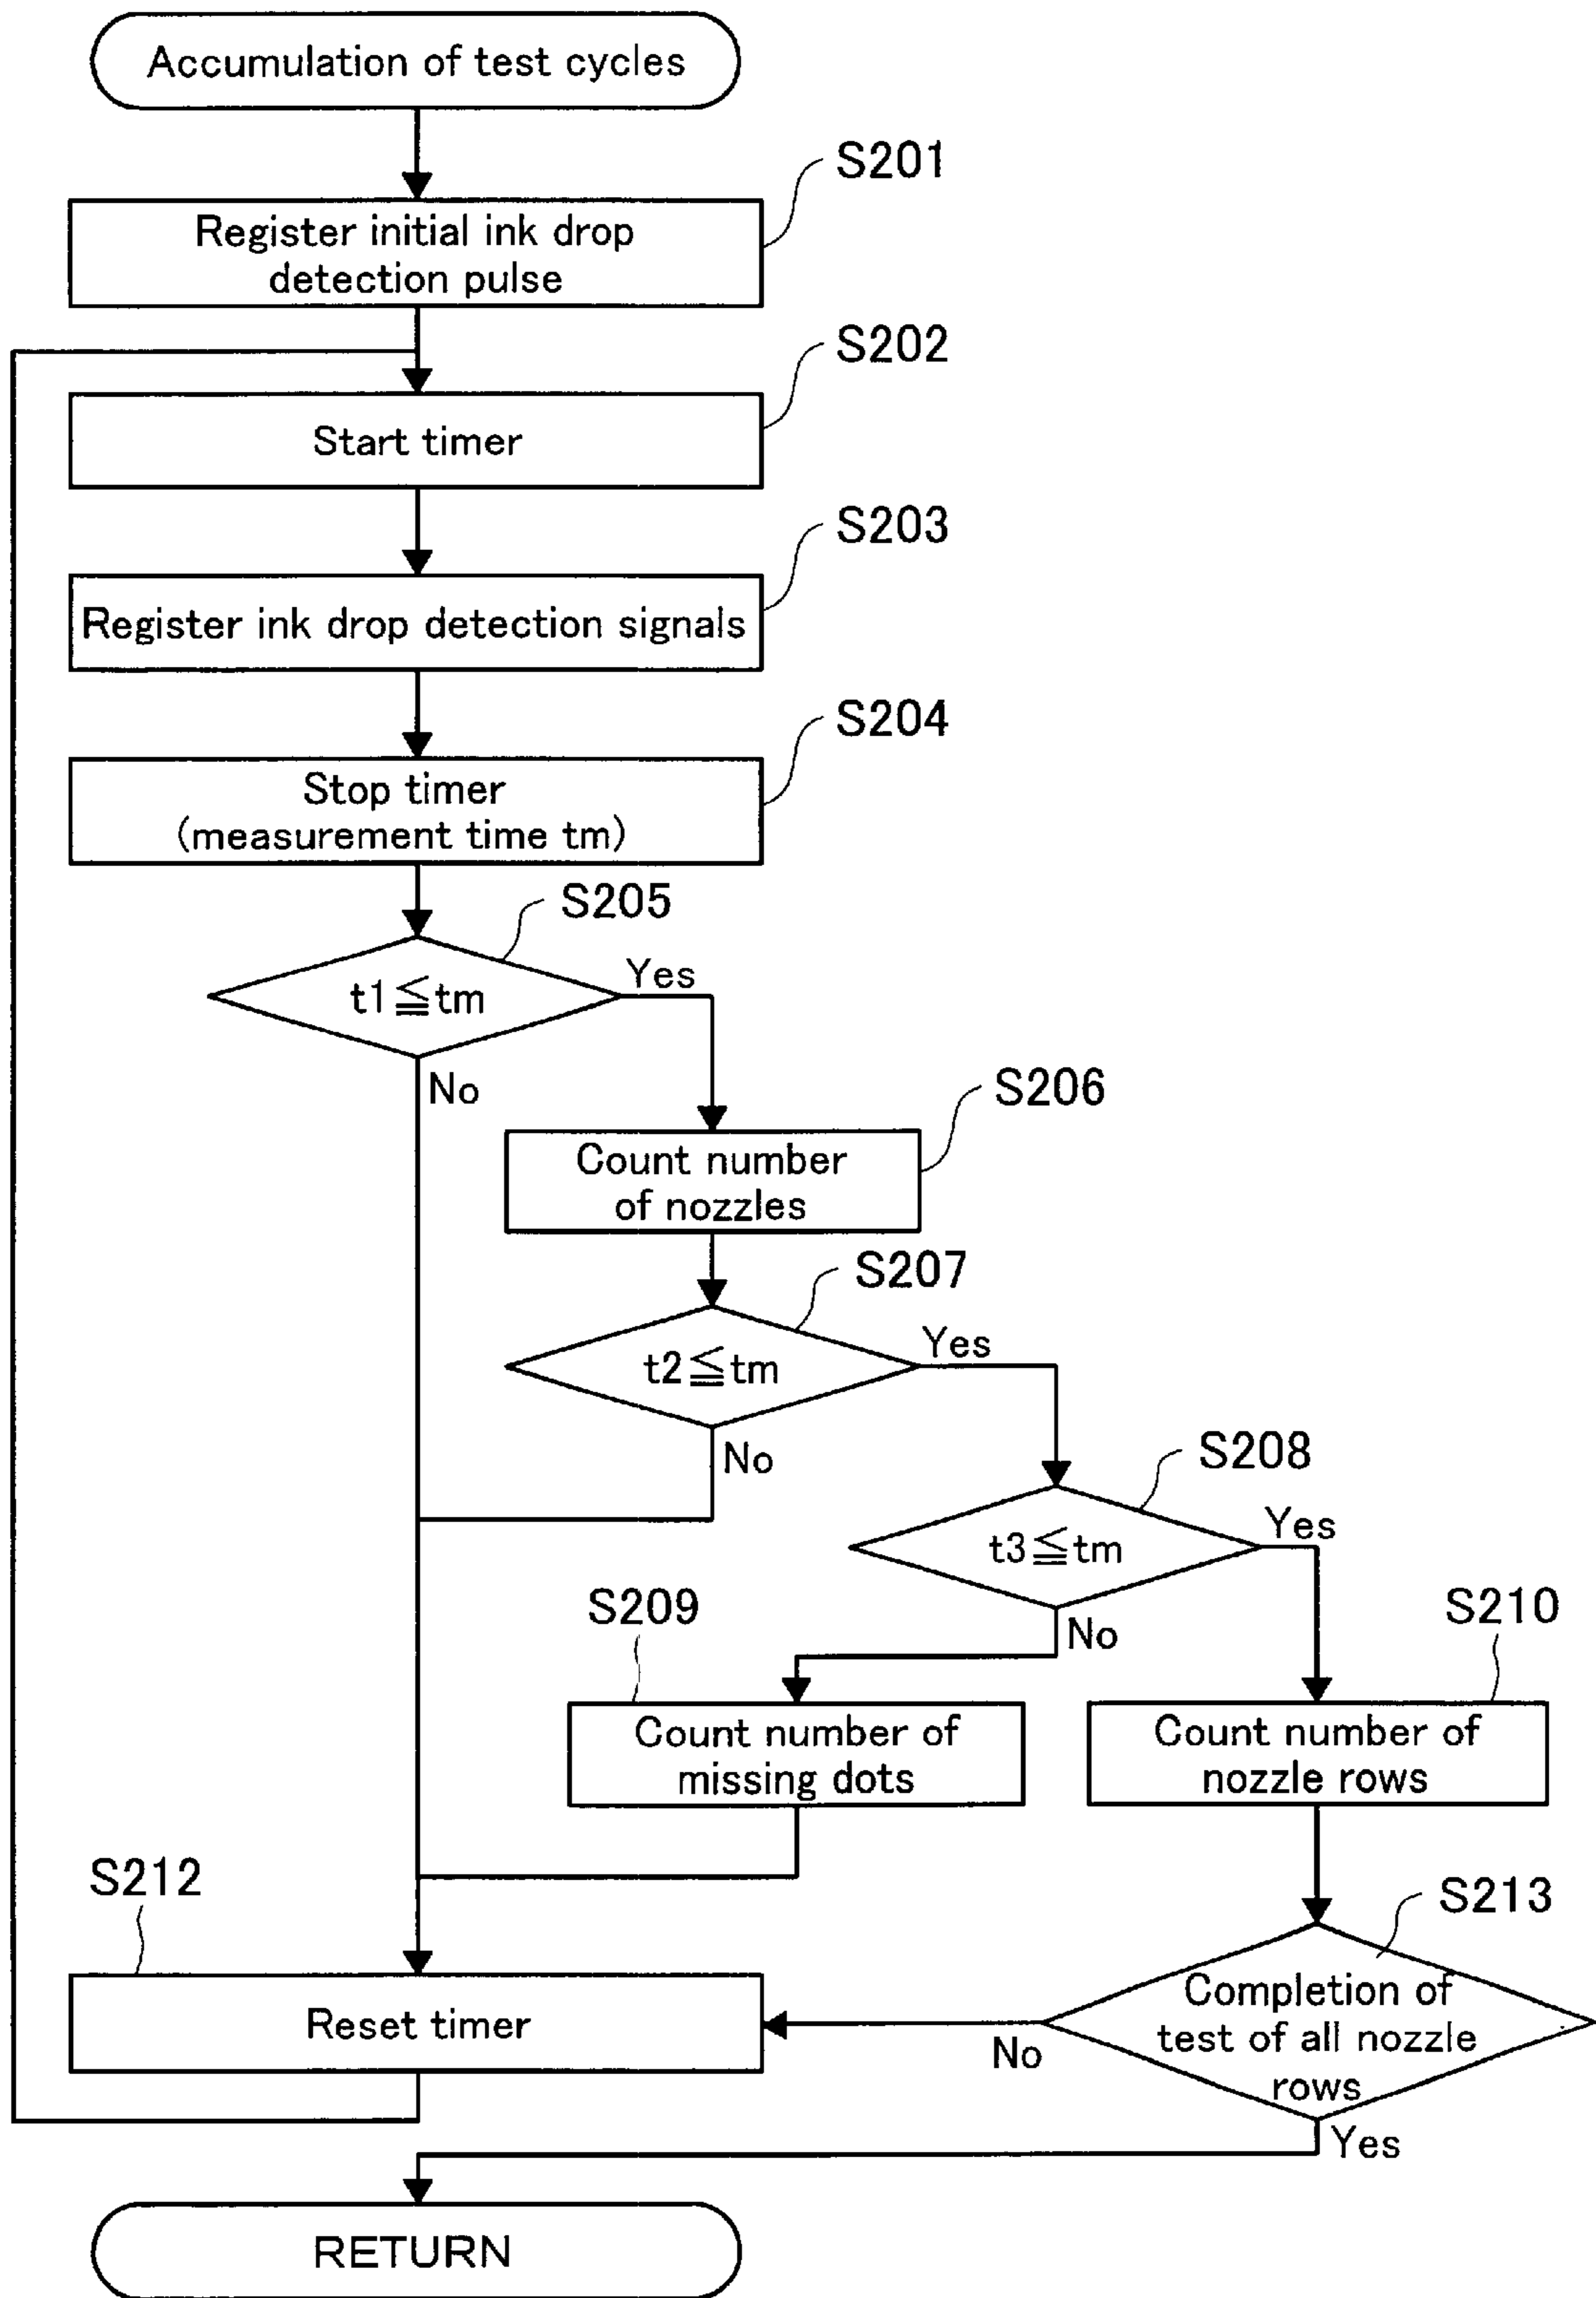 Accumulation of test cycles
S201
Register initial ink drop
detection pulse
S202
Start timer
S203
Register ink drop detection signals
S204
Stop timer
(measurement time tm)
S205
t1≦tm
Yes
No
S206
Count number
of nozzles
S207
t2≦tm
Yes
No
S208
t3≦tm
Yes
No
S209
Count number of
missing dots
S210
Count number of
nozzle rows
S212
Reset timer
S213
Completion of
test of all nozzle
rows
No
Yes
RETURN